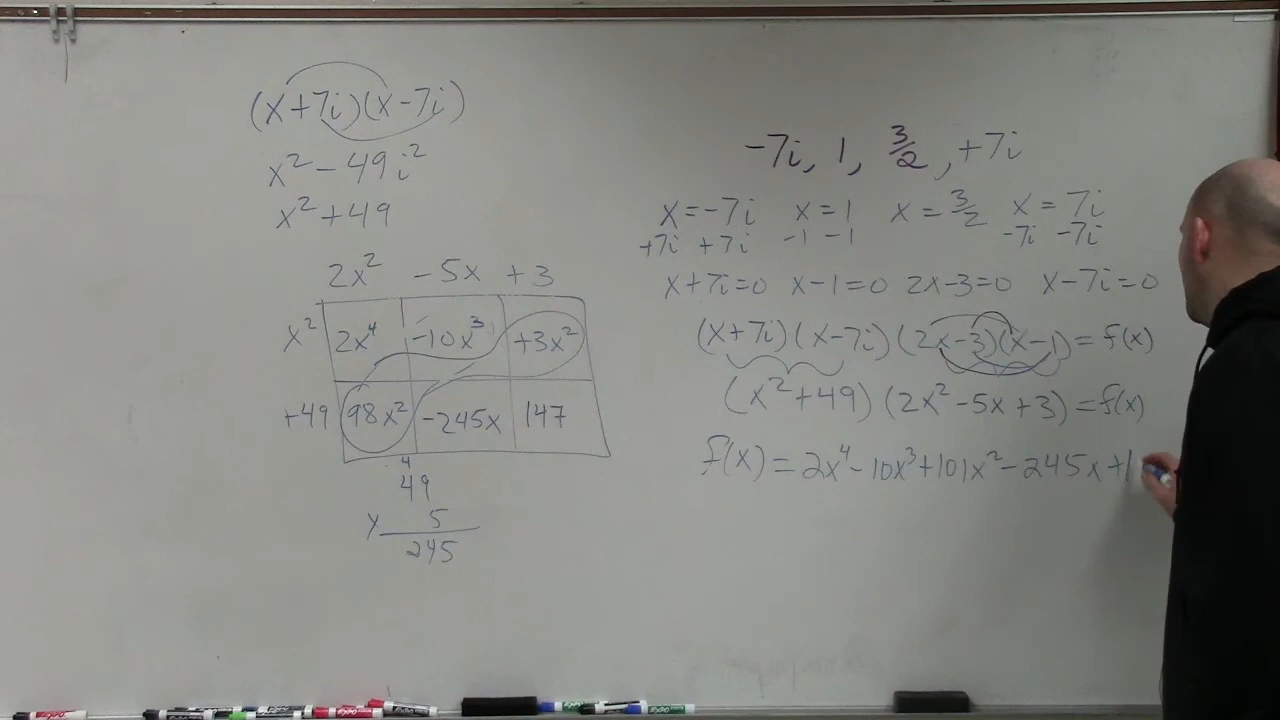 (x+7i)(x-7i)
x² - 49i²
x² + 49
2x² -5x +3
x² 2x⁴ -10x³ +3x²
+49 98x² -245x 147
4
49
x 5
245
-7i, 1, 3/2, +7i
x=-7i x=1 x=3/2 x=7i
+7i +7i -1 -1 -7i -7i
x+7i=0 x-1=0 2x-3=0 x-7i=0
(x+7i)(x-7i)(2x-3)(x-1)=f(x)
(x²+49)(2x²-5x+3)=f(x)
f(x)=2x⁴-10x³+101x²-245x+1